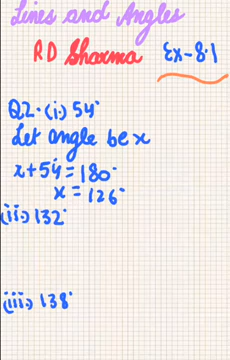 Lines and Angles
RD Sharma Ex-8.1
Q2.(i) 54°
Let angle be x
x+54=180°
x = 126°
(ii) 132°
(iii) 138°